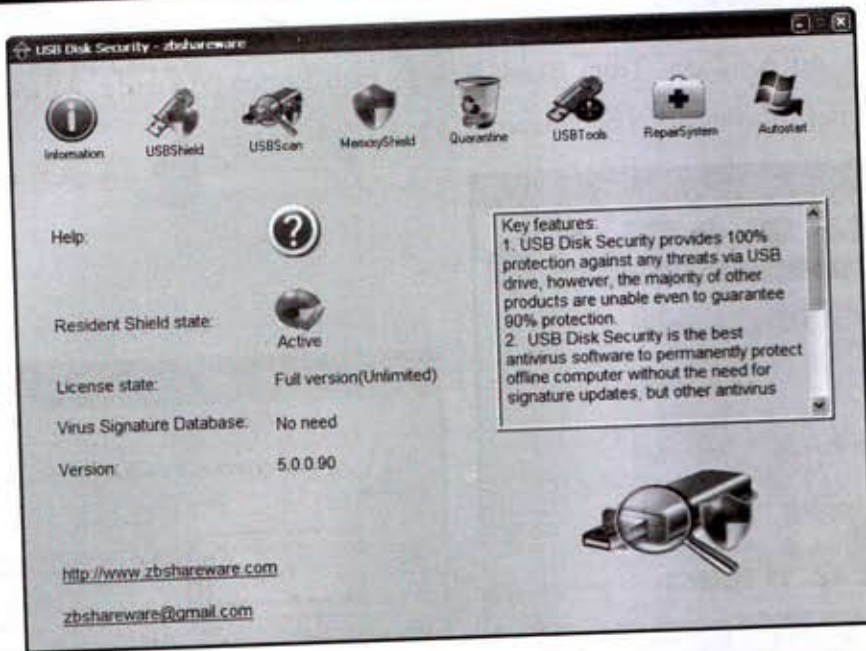 USB Disk Security - zbshareware
Information
USBShield
USBScan
MemoryShield
Quarantine
USBTools
RepairSystem
Autostart
Help:
Resident Shield state:
Active
License state:
Full version(Unlimited)
Virus Signature Database:
No need
Version:
5.0.0.90
http://www.zbshareware.com
zbshareware@gmail.com
Key features:
1. USB Disk Security provides 100%
protection against any threats via USB
drive, however, the majority of other
products are unable even to guarantee
90% protection.
2. USB Disk Security is the best
antivirus software to permanently protect
offline computer without the need for
signature updates, but other antivirus